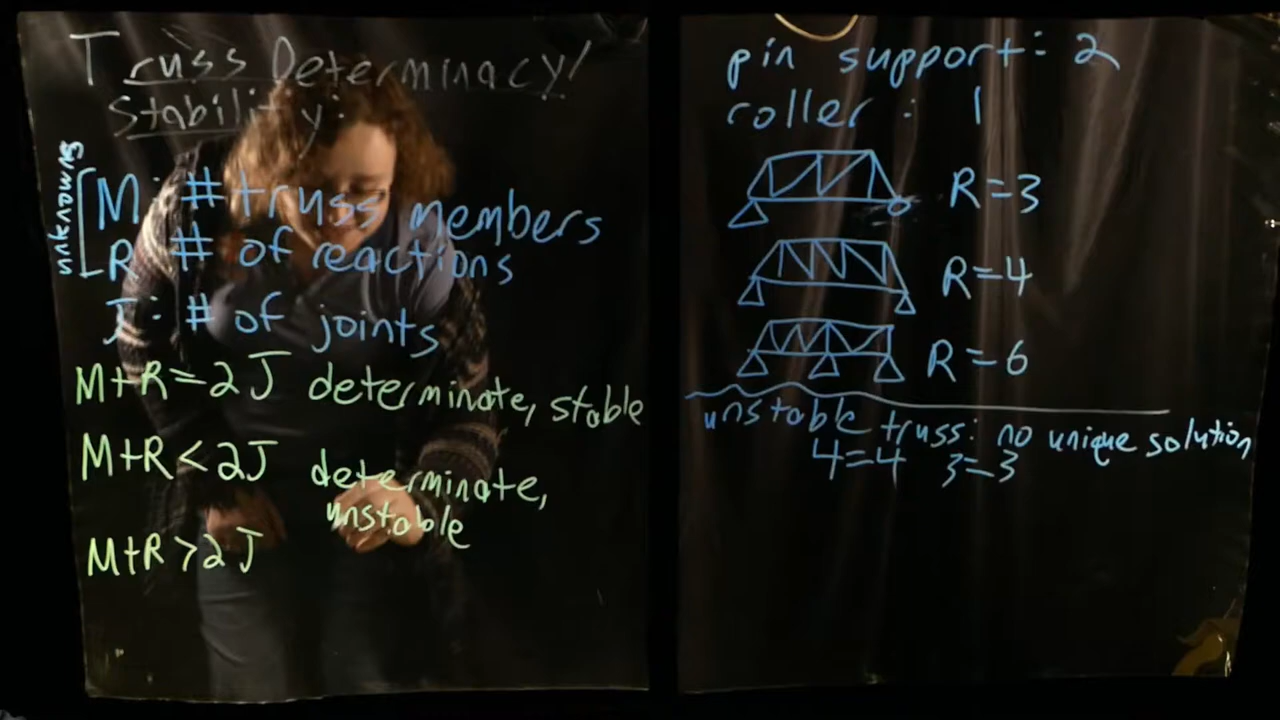 Truss Determinacy/
Stability:
unknowns
M: # truss members
R # of reactions
J: # of joints
M+R=2J determinate, stable
M+R<2J determinate,
unstable
M+R>2J
pin support: 2
roller: 1
R=3
R=4
R=6
unstable truss: no unique solution
4=4 3=3